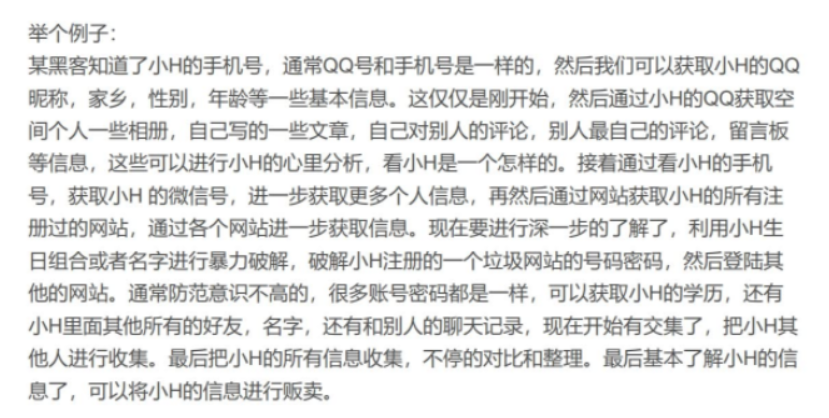 举个例子：
某黑客知道了小H的手机号，通常QQ号和手机号是一样的，然后我们可以获取小H的QQ
昵称，家乡，性别，年龄等一些基本信息。这仅仅是刚开始，然后通过小H的QQ获取空
间个人一些相册，自己写的一些文章，自己对别人的评论，别人最自己的评论，留言板
等信息，这些可以进行小H的心里分析，看小H是一个怎样的。接着通过看小H的手机
号，获取小H 的微信号，进一步获取更多个人信息，再然后通过网站获取小H的所有注
册过的网站，通过各个网站进一步获取信息。现在要进行深一步的了解了，利用小H生
日组合或者名字进行暴力破解，破解小H注册的一个垃圾网站的号码密码，然后登陆其
他的网站。通常防范意识不高的，很多账号密码都是一样，可以获取小H的学历，还有
小H里面其他所有的好友，名字，还有和别人的聊天记录，现在开始有交集了，把小H其
他人进行收集。最后把小H的所有信息收集，不停的对比和整理。最后基本了解小H的信
息了，可以将小H的信息进行贩卖。